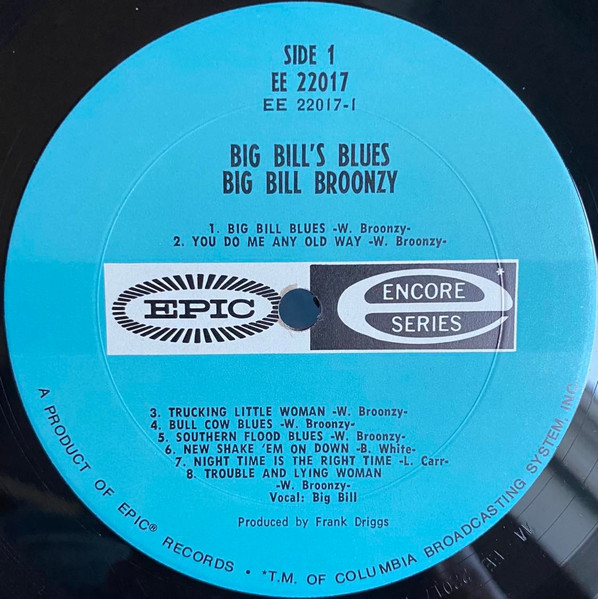 SIDE 1
EE 22017
EE 22017-1
BIG BILL'S BLUES
BIG BILL BROONZY
1. BIG BILL BLUES -W. Broonzy-
2. YOU DO ME ANY OLD WAY -W. Broonzy-
EPIC
ENCORE
SERIES
*
3. TRUCKING LITTLE WOMAN -W. Broonzy-
4. BULL COW BLUES -W. Broonzy-
5. SOUTHERN FLOOD BLUES -W. Broonzy-
6. NEW SHAKE 'EM ON DOWN -B. White-
7. NIGHT TIME IS THE RIGHT TIME -L. Carr-
8. TROUBLE AND LYING WOMAN
-W. Broonzy-
Vocal: Big Bill
Produced by Frank Driggs
A PRODUCT OF EPIC® RECORDS • *T.M. OF COLUMBIA BROADCASTING SYSTEM, INC.